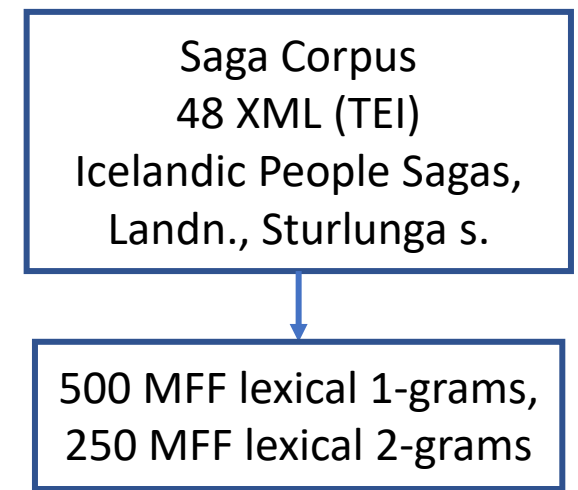 Saga Corpus
48 XML (TEI)
Icelandic People Sagas,
Landn., Sturlunga s.
500 MFF lexical 1-grams,
250 MFF lexical 2-grams